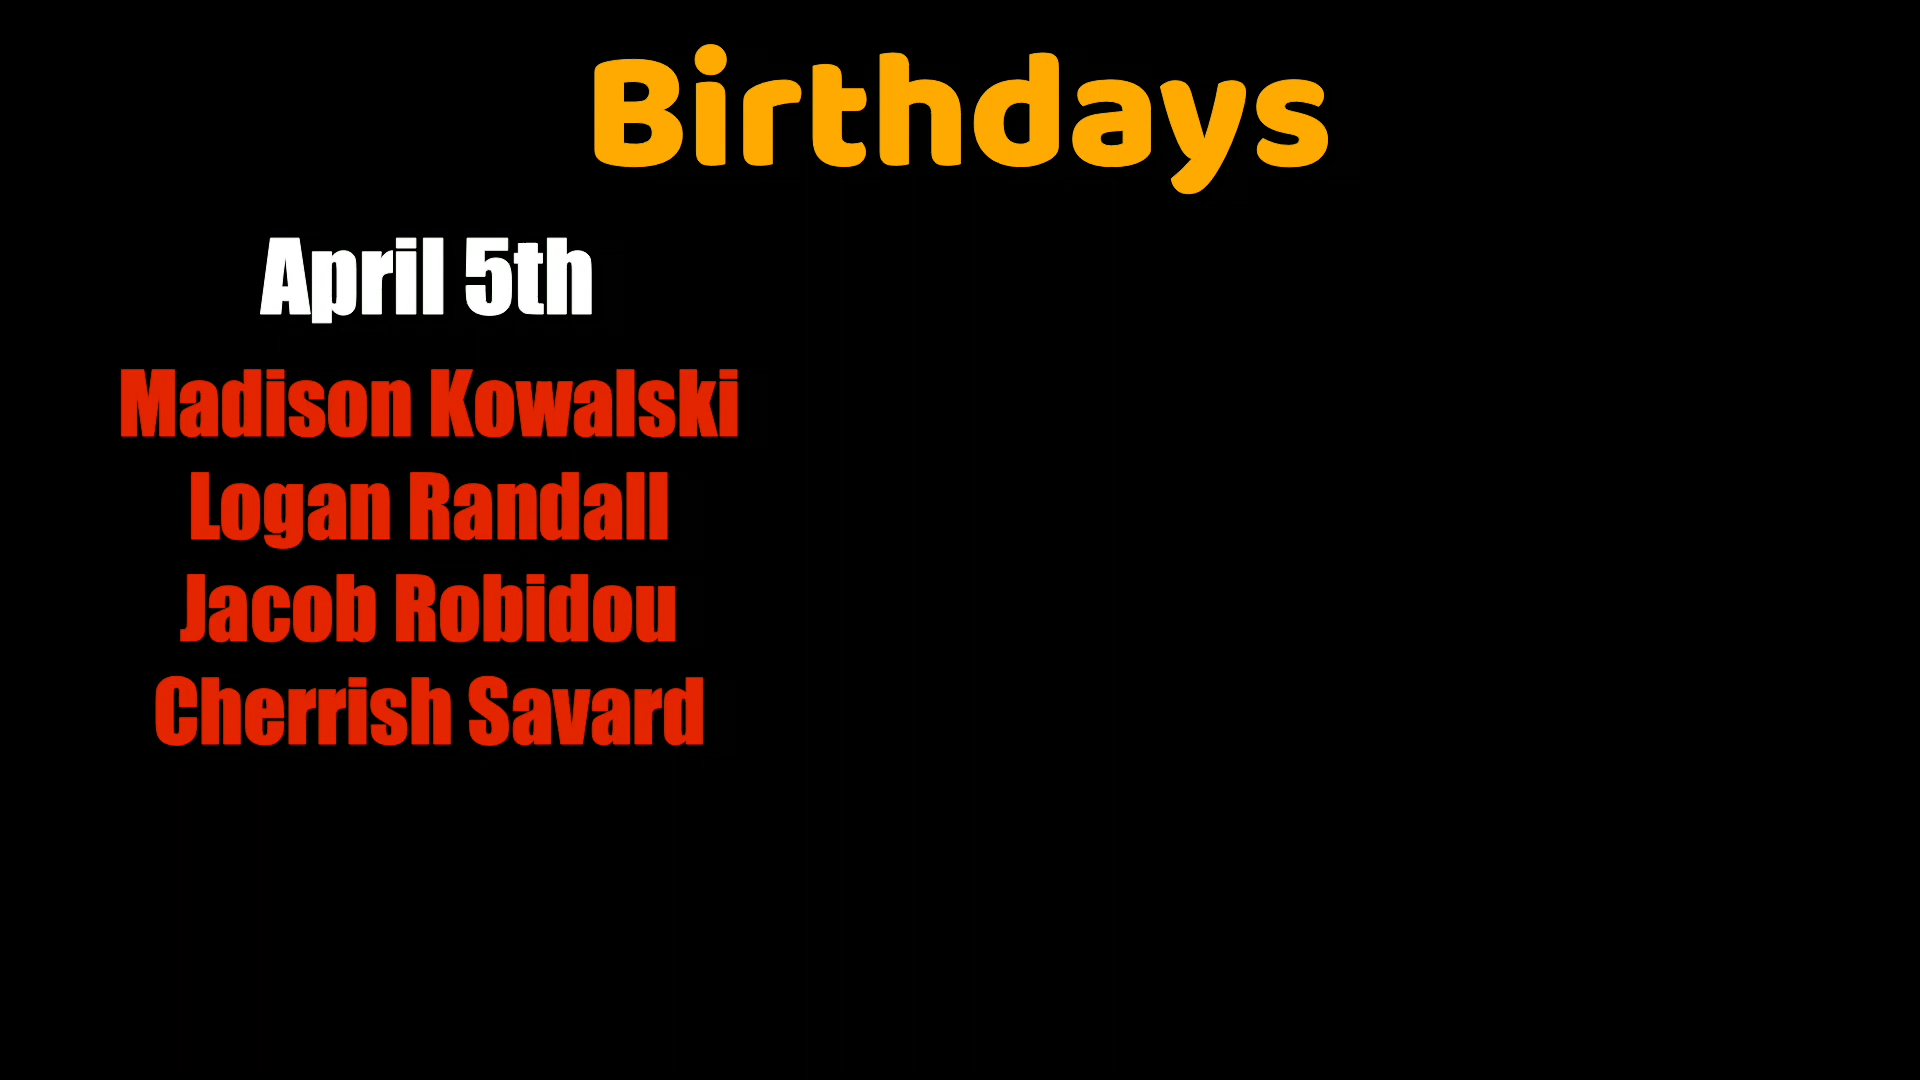 Birthdays
April 5th
Madison Kowalski
Logan Randall
Jacob Robidou
Cherrish Savard